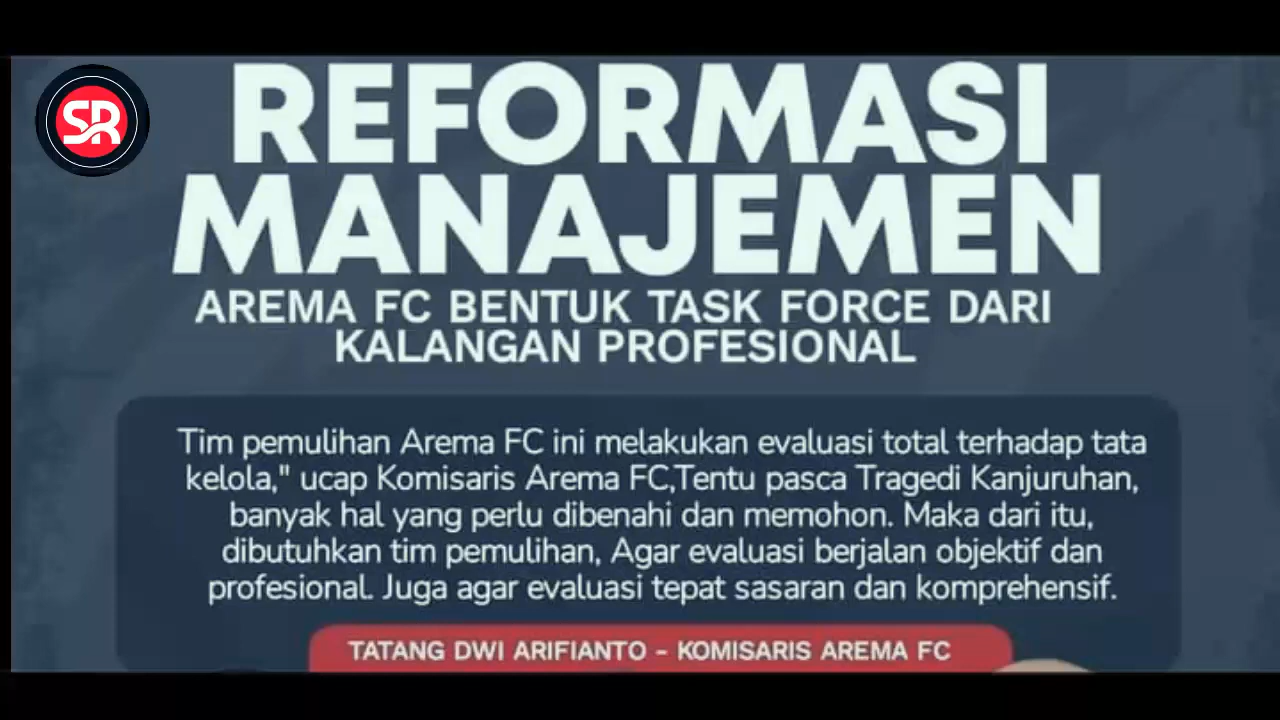 SR
REFORMASI
MANAJEMEN
AREMA FC BENTUK TASK FORCE DARI
KALANGAN PROFESIONAL
Tim pemulihan Arema FC ini melakukan evaluasi total terhadap tata
kelola," ucap Komisaris Arema FC,Tentu pasca Tragedi Kanjuruhan,
banyak hal yang perlu dibenahi dan memohon. Maka dari itu,
dibutuhkan tim pemulihan, Agar evaluasi berjalan objektif dan
profesional. Juga agar evaluasi tepat sasaran dan komprehensif.
TATANG DWI ARIFIANTO - KOMISARIS AREMA FC